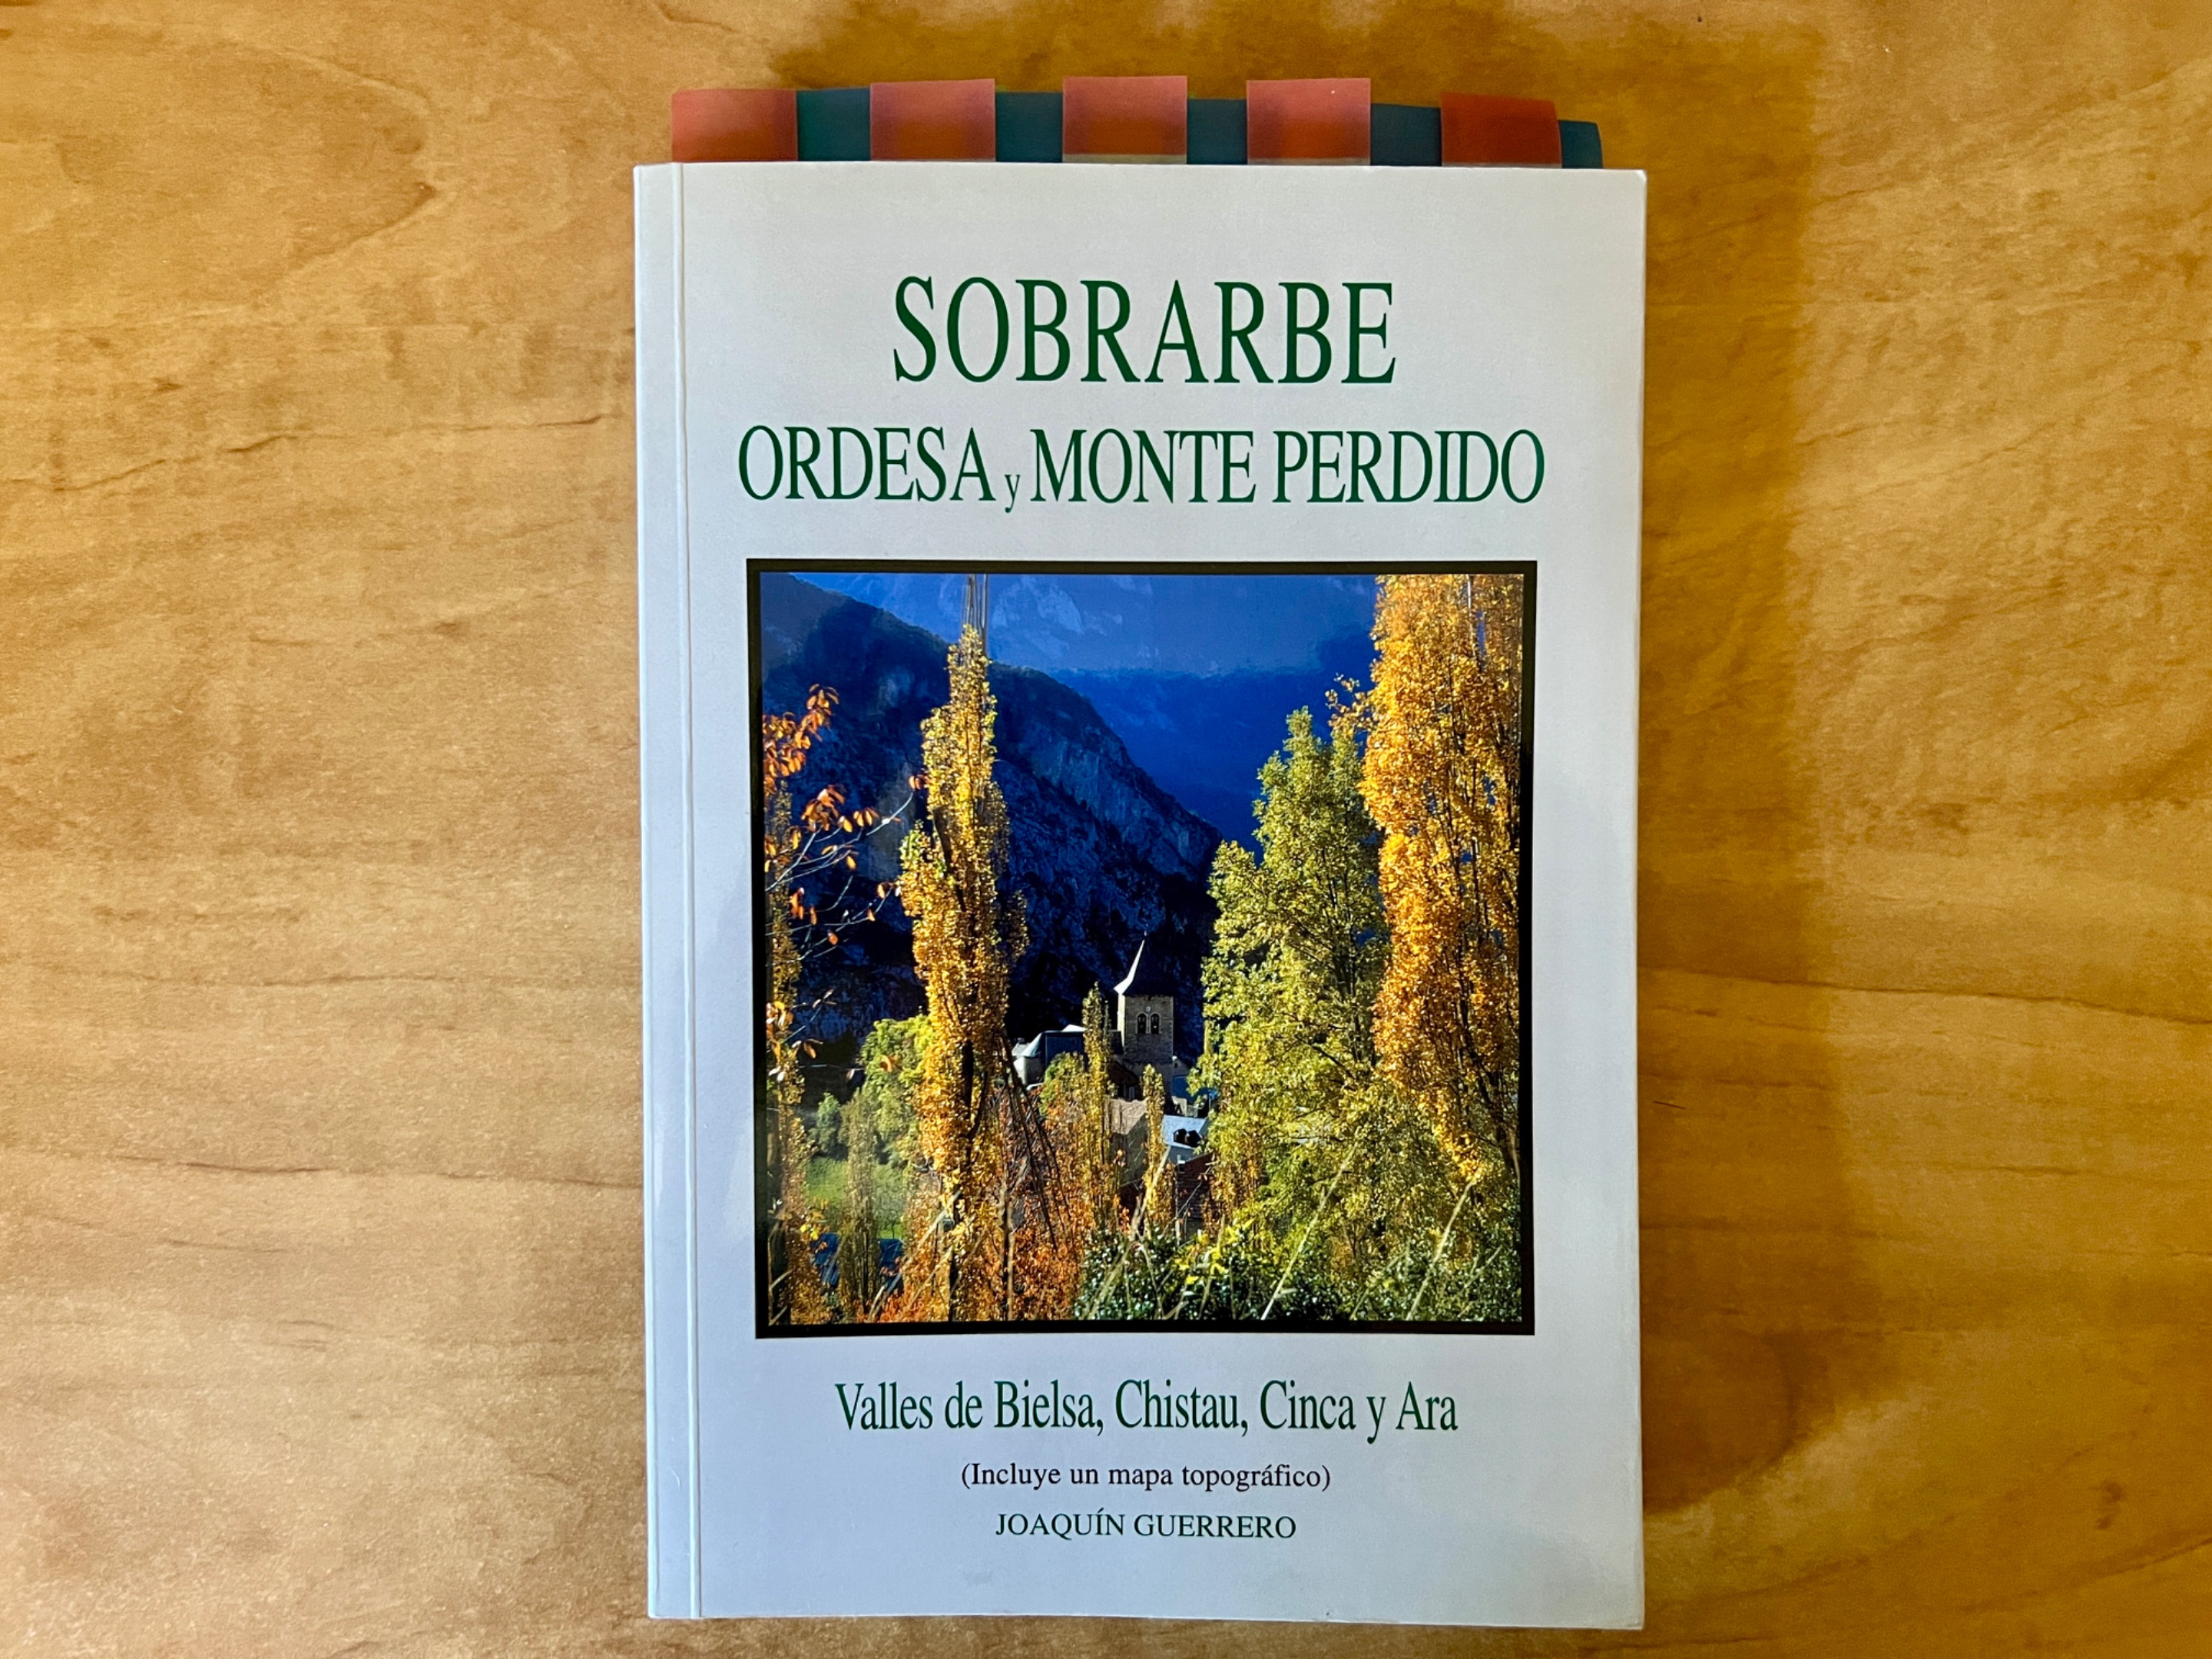 SOBRARBE
ORDESA y MONTE PERDIDO
Valles de Bielsa, Chistau, Cinca y Ara
(Incluye un mapa topográfico)
JOAQUÍN GUERRERO